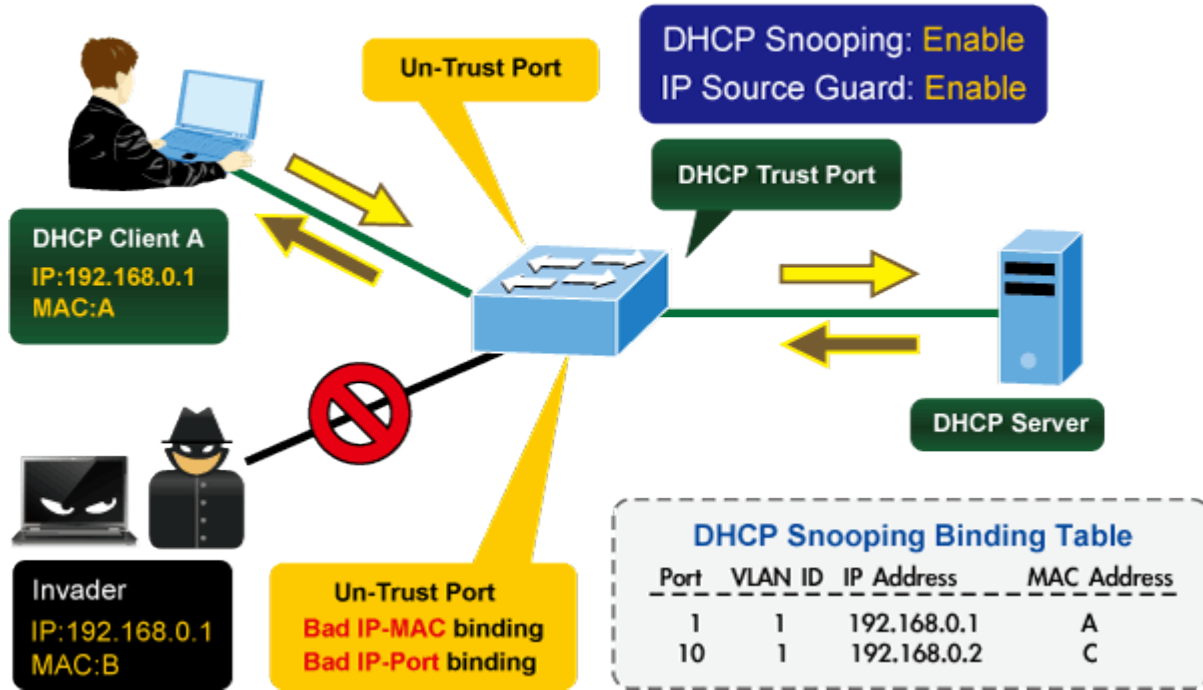 Un-Trust Port
DHCP Snooping: Enable
IP Source Guard: Enable
DHCP Trust Port
DHCP Client A
IP:192.168.0.1
MAC:A
DHCP Server
Invader
IP:192.168.0.1
MAC:B
Un-Trust Port
Bad IP-MAC binding
Bad IP-Port binding
DHCP Snooping Binding Table
Port VLAN ID IP Address MAC Address
1 1 192.168.0.1 A
10 1 192.168.0.2 C